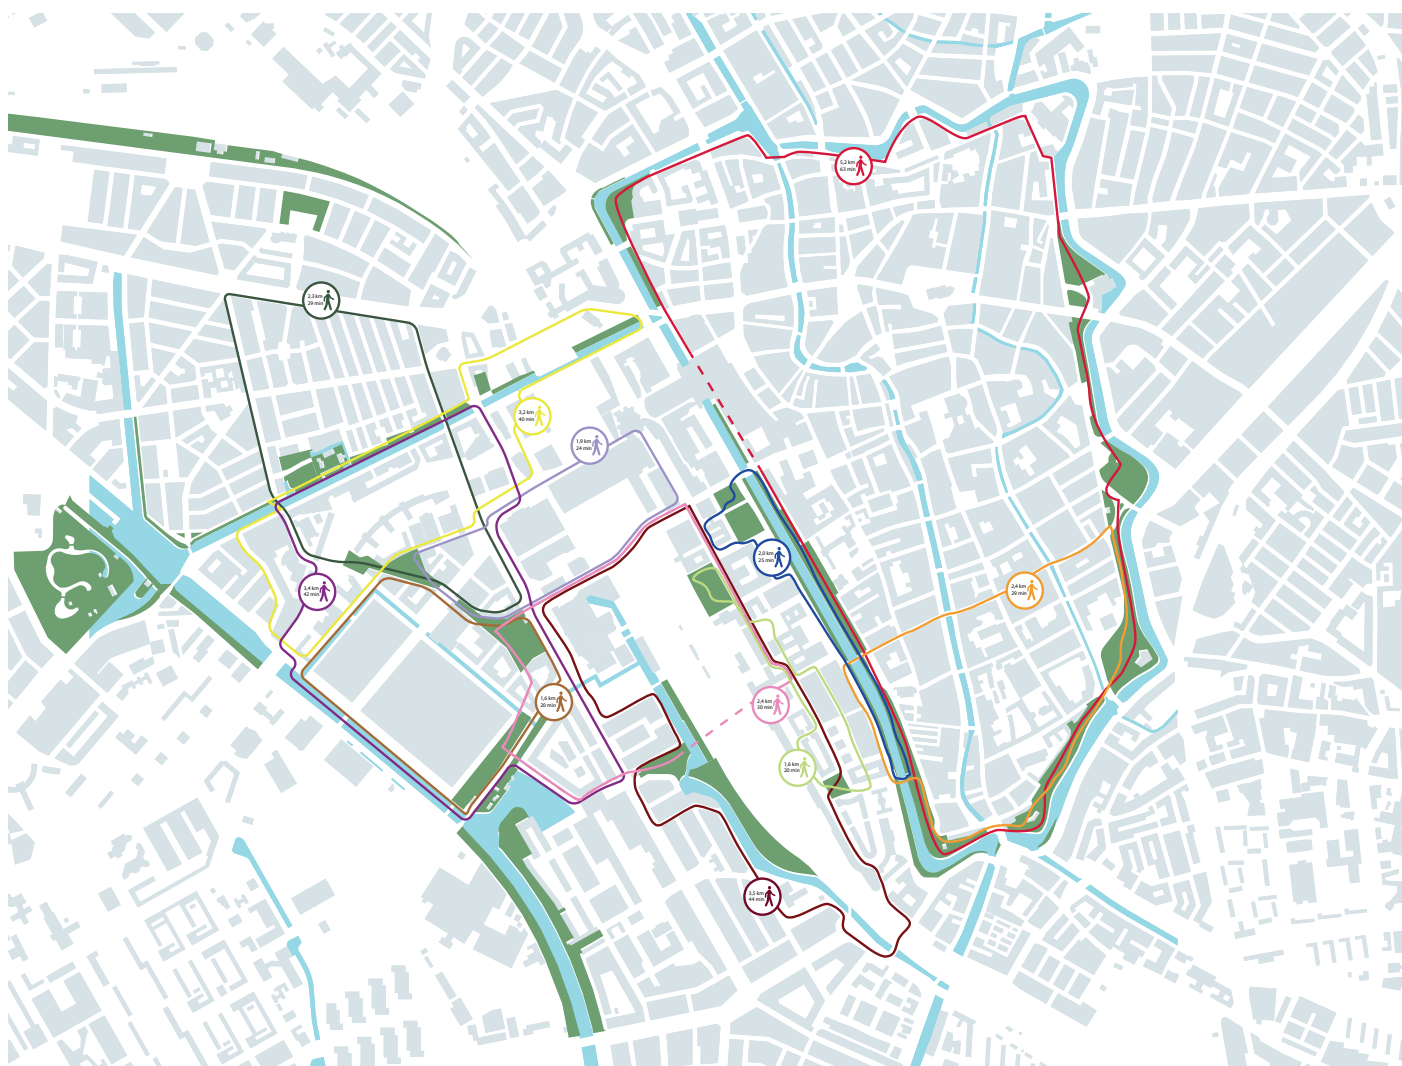 5,2 km
63 min
2,3 km
29 min
3,2 km
40 min
1,9 km
24 min
2,0 km
25 min
3,4 km
42 min
2,4 km
29 min
1,6 km
20 min
2,4 km
30 min
1,6 km
20 min
3,5 km
44 min